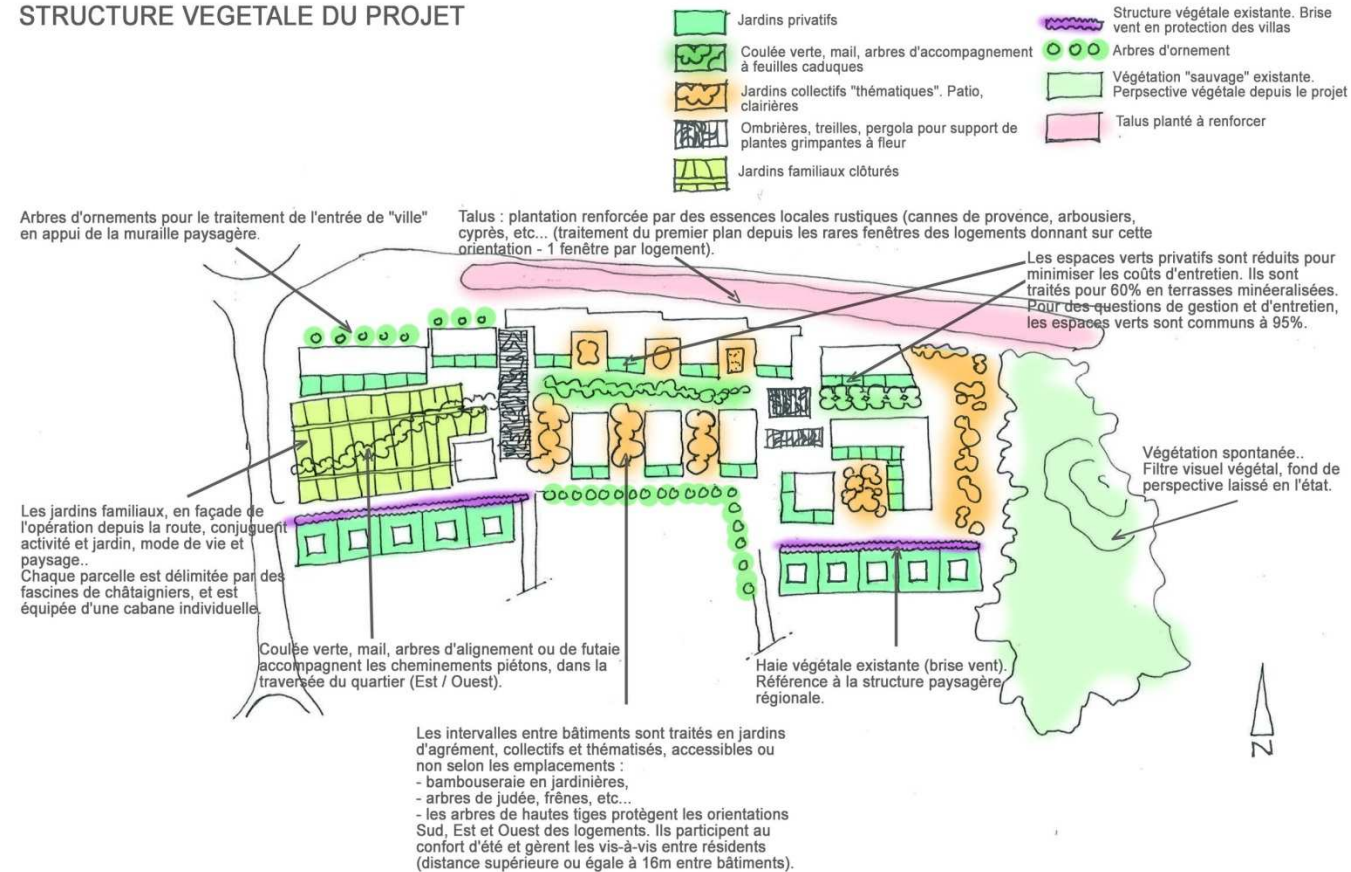 STRUCTURE VEGETALE DU PROJET
Jardins privatifs
Coulée verte, mail, arbres d'accompagnement
à feuilles caduques
Jardins collectifs "thématiques". Patio,
clairières
Ombrières, treilles, pergola pour support de
plantes grimpantes à fleur
Jardins familiaux clôturés
Structure végétale existante. Brise
vent en protection des villas
Arbres d'ornement
Végétation "sauvage" existante.
Perpsective végétale depuis le projet
Talus planté à renforcer
Arbres d'ornements pour le traitement de l'entrée de "ville"
en appui de la muraille paysagère.
Talus : plantation renforcée par des essences locales rustiques (cannes de provence, arbousiers,
cyprès, etc... (traitement du premier plan depuis les rares fenêtres des logements donnant sur cette
orientation - 1 fenêtre par logement).
Les espaces verts privatifs sont réduits pour
minimiser les coûts d'entretien. Ils sont
traités pour 60% en terrasses minéeralisées.
Pour des questions de gestion et d'entretien,
les espaces verts sont communs à 95%.
Végétation spontanée..
Filtre visuel végétal, fond de
perspective laissé en l'état.
Les jardins familiaux, en façade de
l'opération depuis la route, conjuguent
activité et jardin, mode de vie et
paysage..
Chaque parcelle est délimitée par des
fascines de châtaigniers, et est
équipée d'une cabane individuelle.
Coulée verte, mail, arbres d'alignement ou de futaie
accompagnent les cheminements piétons, dans la
traversée du quartier (Est / Ouest).
Haie végétale existante (brise vent).
Référence à la structure paysagère
régionale.
Les intervalles entre bâtiments sont traités en jardins
d'agrément, collectifs et thématisés, accessibles ou
non selon les emplacements :
- bambouseraie en jardinières,
- arbres de judée, frênes, etc...
- les arbres de hautes tiges protègent les orientations
Sud, Est et Ouest des logements. Ils participent au
confort d'été et gèrent les vis-à-vis entre résidents
(distance supérieure ou égale à 16m entre bâtiments).
N